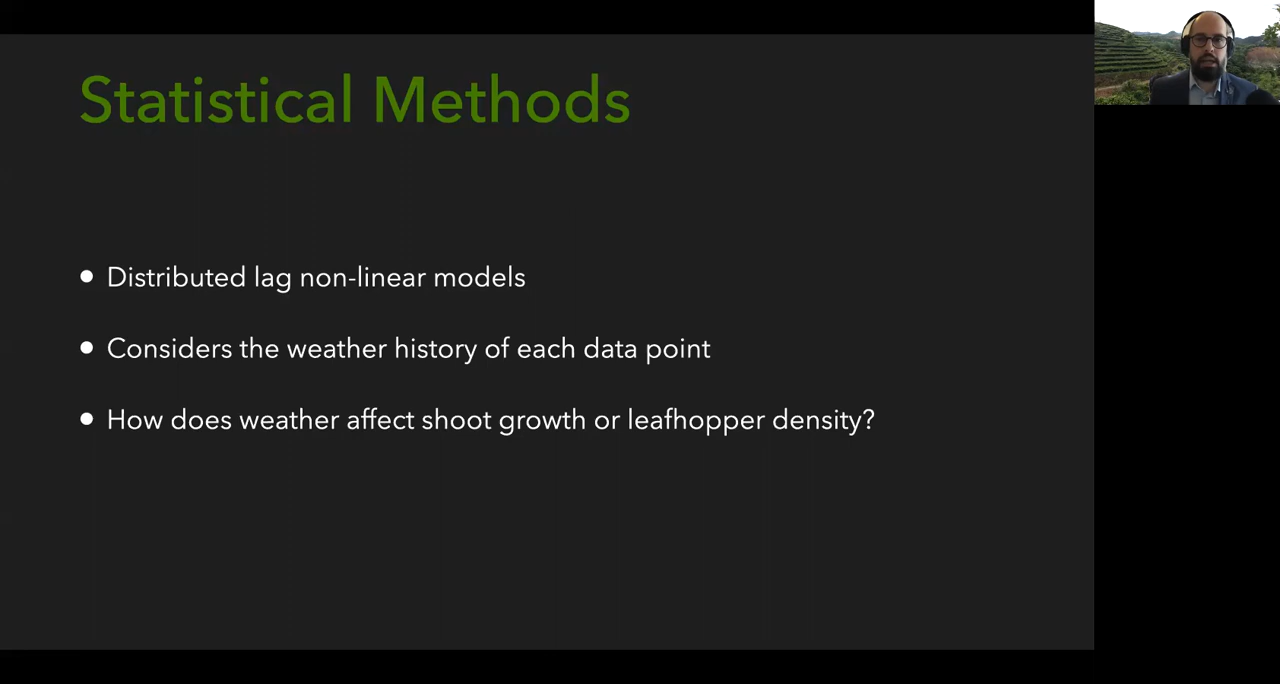 Statistical Methods
• Distributed lag non-linear models
• Considers the weather history of each data point
• How does weather affect shoot growth or leafhopper density?